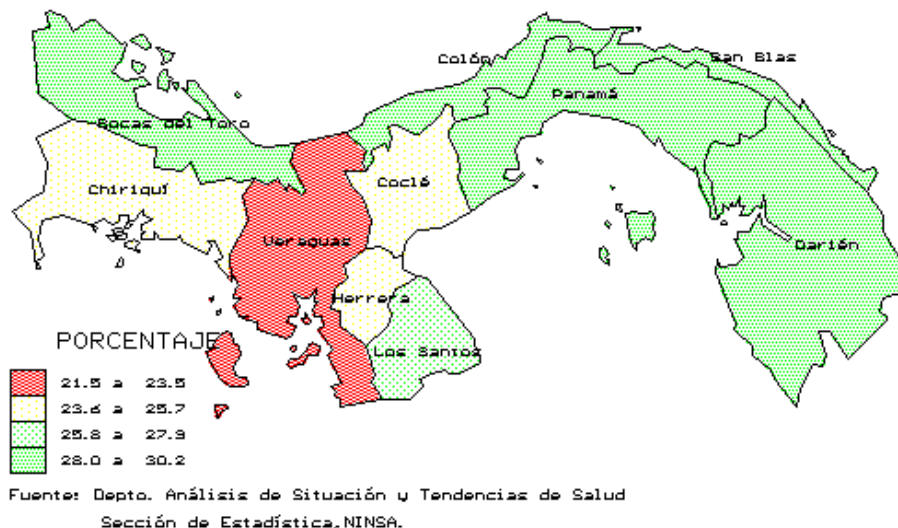 Colón
San Blas
Panamá
Bocas del Toro
Coclé
Chiriquí
Veraguas
Darién
Herrera
Los Santos
PORCENTAJE
21.5 a 23.5
23.6 a 25.7
25.8 a 27.9
28.0 a 30.2
Fuente: Depto. Análisis de Situación y Tendencias de Salud
Sección de Estadística.NINSA.